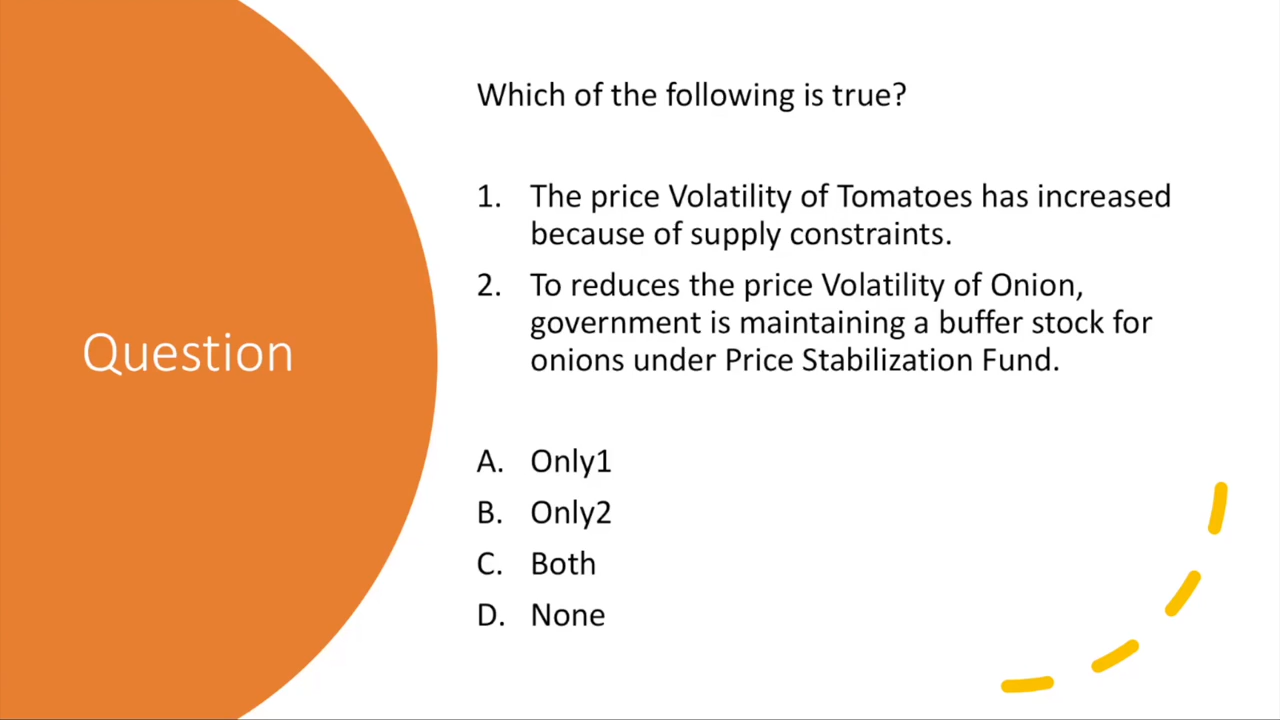 Which of the following is true?
1. The price Volatility of Tomatoes has increased
because of supply constraints.
2. To reduces the price Volatility of Onion,
government is maintaining a buffer stock for
onions under Price Stabilization Fund.
Question
A. Only1
B. Only2
C. Both
D. None